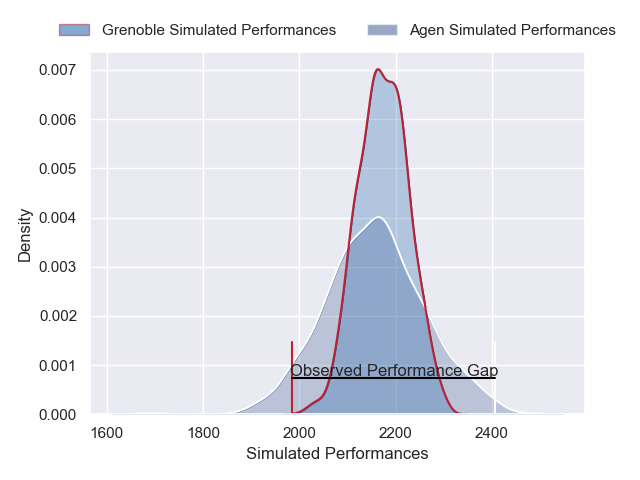 Grenoble Simulated Performances
Agen Simulated Performances
0.007
0.006
0.005
0.004
0.003
0.002
0.001
0.000
Density
Observed Performance Gap
1600 1800 2000 2200 2400
Simulated Performances